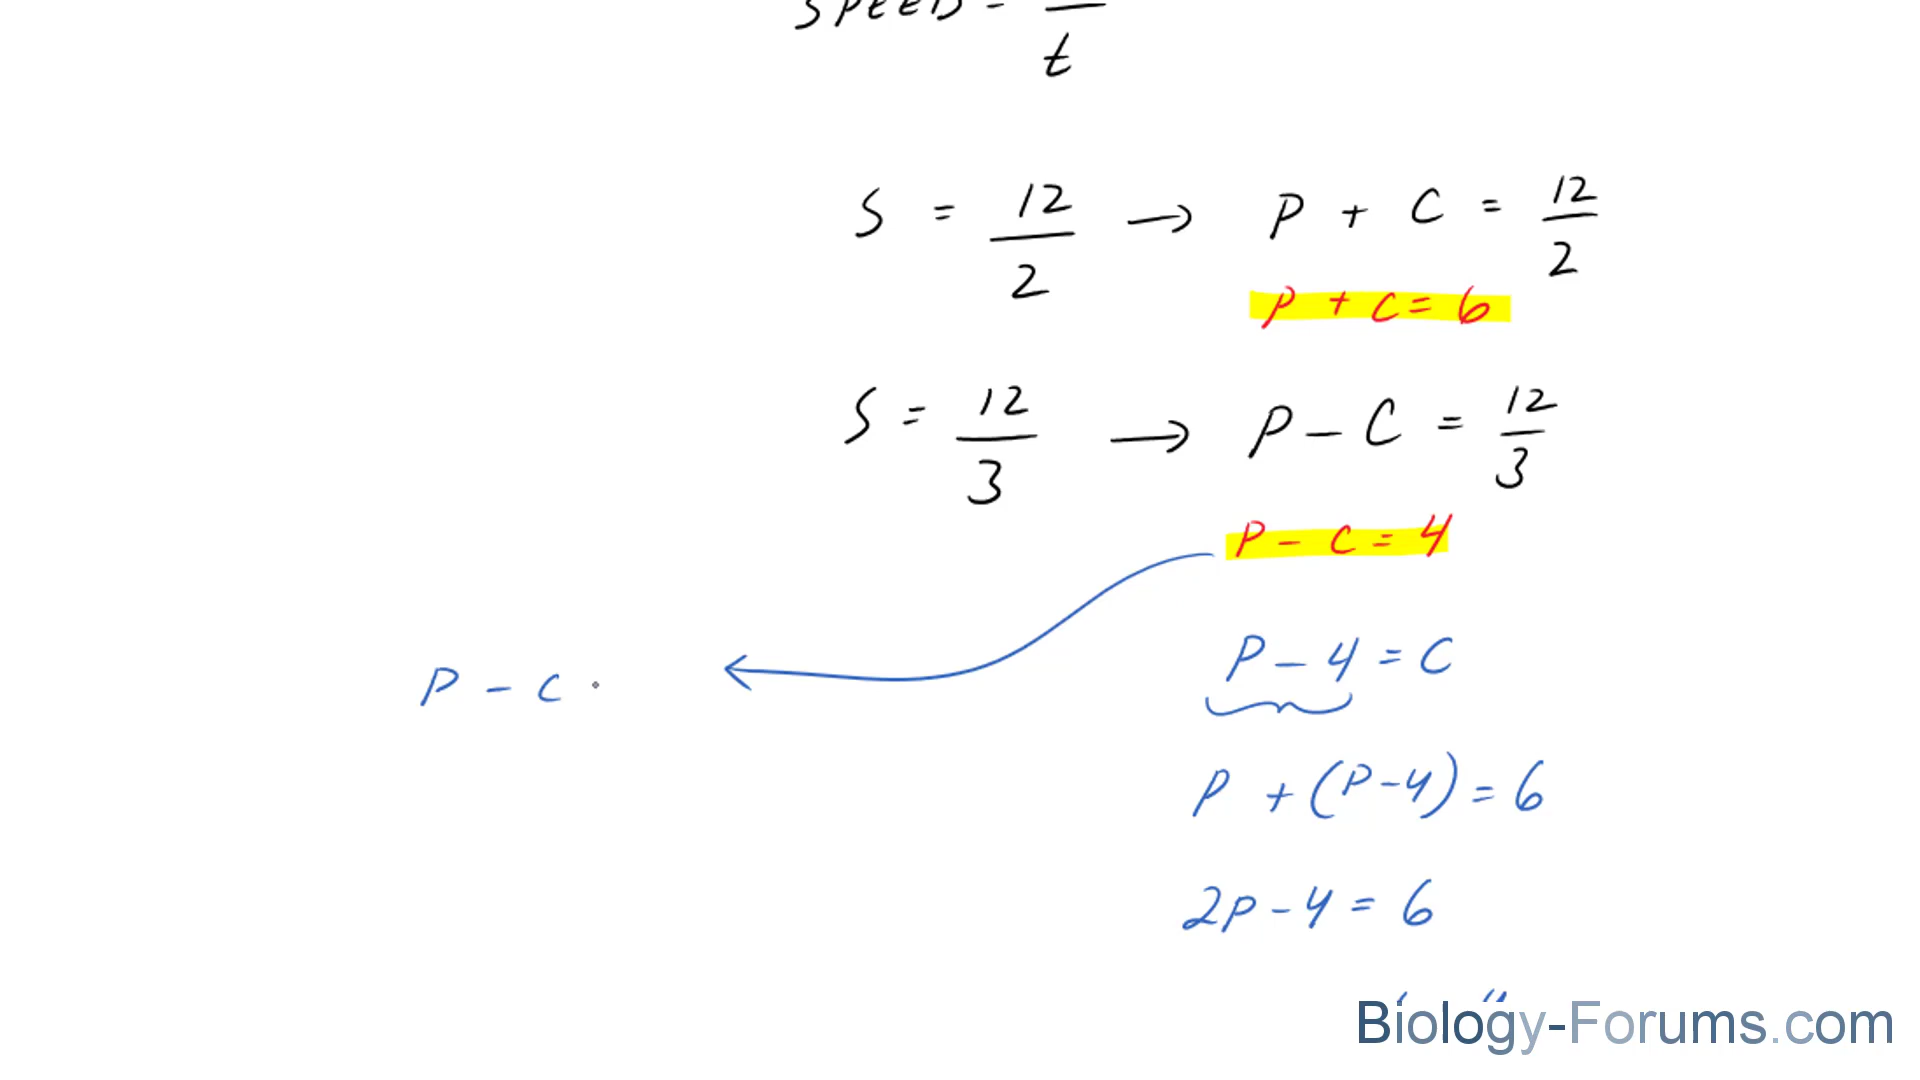 SPEED = 
t
S = 12/2 → P + C = 12/2
P + C = 6
S = 12/3 → P - C = 12/3
P - C = 4
P - 4 = C
P - C
P + (P-4) = 6
2P - 4 = 6
Biology-Forums.com